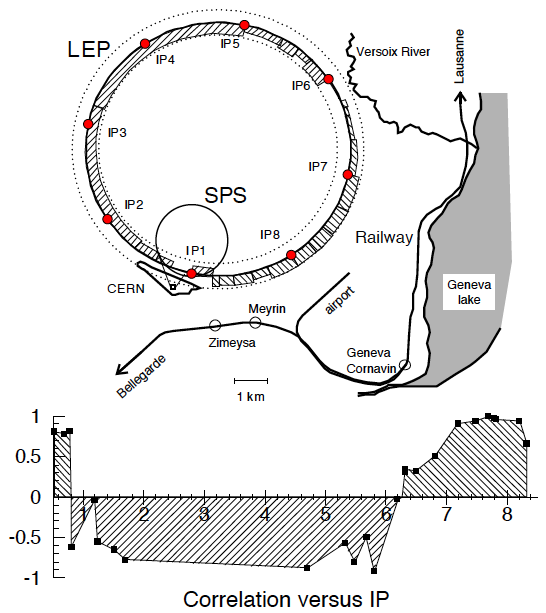 LEP
IP5
IP4
Versoix River
Lausanne
IP6
IP3
IP7
SPS
IP2
IP8
Railway
IP1
CERN
Geneva
lake
airport
Meyrin
Zimeysa
Geneva
Cornavin
Bellegarde
1 km
1
0.5
0
-0.5
-1
1 2 3 4 5 6 7 8
Correlation versus IP